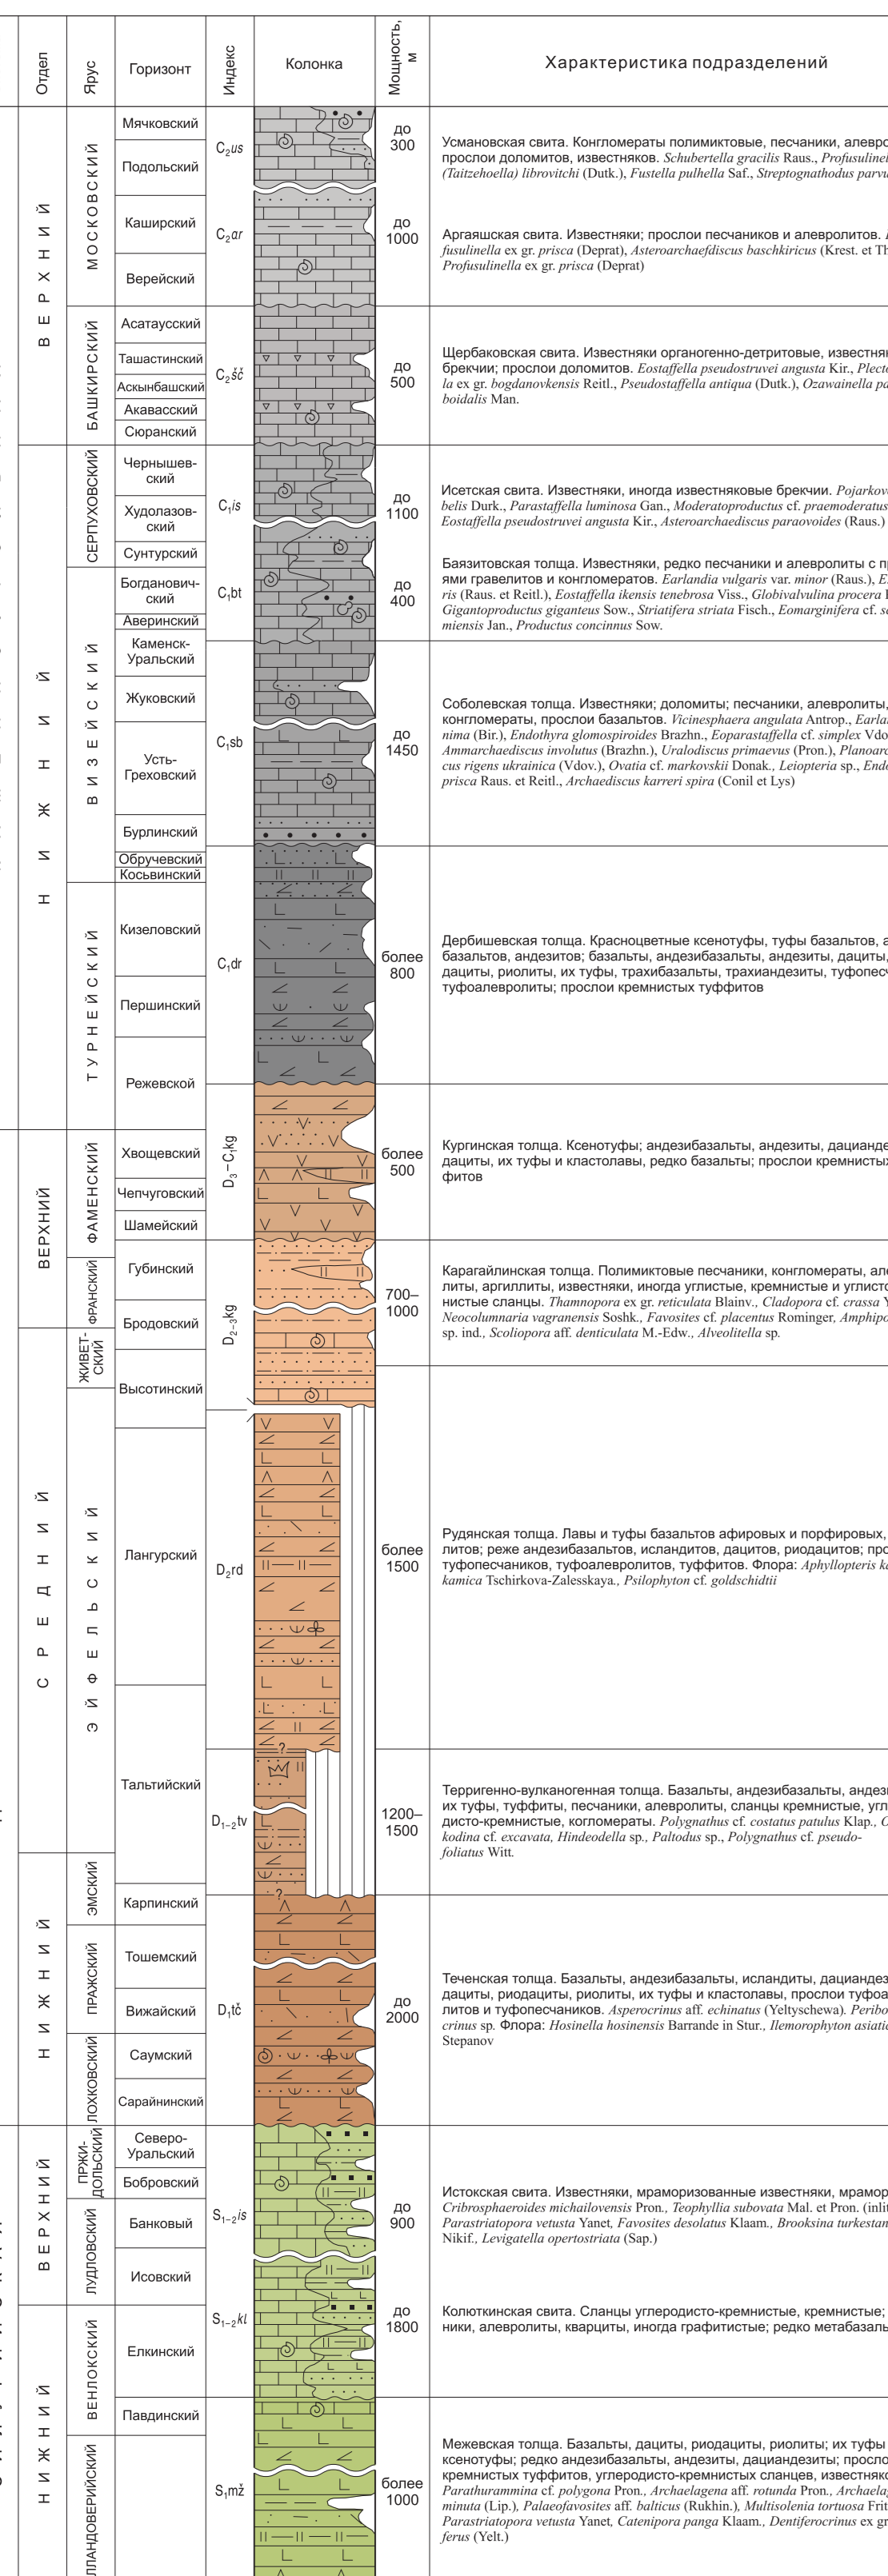 Отдел
Ярус
Горизонт
Индекс
Колонка
Мощность,
м
Характеристика подразделений
ВЕРХНИЙ
МОСКОВСКИЙ
Мячковский
Подольский
Каширский
Верейский
C₂us
до
300
Усмановская свита. Конгломераты полимиктовые, песчаники, алевро
прослои доломитов, известняков. Schubertella gracilis Raus., Profusulinel
(Taitzehoella) librovitchi (Dutk.), Fustella pulhella Saf., Streptognathodus parvu
C₂ar
до
1000
Аргаяшская свита. Известняки; прослои песчаников и алевролитов.
fusulinella ex gr. prisca (Deprat), Asteroarchaefdiscus baschkiricus (Krest. et Th
Profusulinella ex gr. prisca (Deprat)
БАШКИРСКИЙ
Асатаусский
Ташастинский
Аскынбашский
Акавасский
Сюранский
C₂šč
до
500
Щербаковская свита. Известняки органогенно-детритовые, известня
брекчии; прослои доломитов. Eostaffella pseudostruvei angusta Kir., Plecto
la ex gr. bogdanovkensis Reitl., Pseudostaffella antiqua (Dutk.), Ozawainella pa
boidalis Man.
НИЖНИЙ
СЕРПУХОВСКИЙ
Чернышев-
ский
Худолазов-
ский
Сунтурский
C₁is
до
1100
Исетская свита. Известняки, иногда известняковые брекчии. Pojarkov
belis Durk., Parastaffella luminosa Gan., Moderatoproductus cf. praemoderatus
Eostaffella pseudostruvei angusta Kir., Asteroarchaediscus paraovoides (Raus.)
ВИЗЕЙСКИЙ
Богданович-
ский
Аверинский
Каменск-
Уральский
Жуковский
Усть-
Греховский
Бурлинский
Обручевский
Косьвинский
C₁bt
до
400
Баязитовская толща. Известняки, редко песчаники и алевролиты с п
ями гравелитов и конгломератов. Earlandia vulgaris var. minor (Raus.), E
ris (Raus. et Reitl.), Eostaffella ikensis tenebrosa Viss., Globivalvulina procera
Gigantoproductus giganteus Sow., Striatifera striata Fisch., Eomarginifera cf. s
miensis Jan., Productus concinnus Sow.
C₁sb
до
1450
Соболевская толща. Известняки; доломиты; песчаники, алевролиты,
конгломераты, прослои базальтов. Vicinesphaera angulata Antrop., Earla
nima (Bir.), Endothyra glomospiroides Brazhn., Eoparastaffella cf. simplex Vdo
Ammarchaediscus involutus (Brazhn.), Uralodiscus primaevus (Pron.), Planoar
cus rigens ukrainica (Vdov.), Ovatia cf. markovskii Donak., Leiopteria sp., End
prisca Raus. et Reitl., Archaediscus karreri spira (Conil et Lys)
ТУРНЕЙСКИЙ
Кизеловский
Першинский
Режевской
C₁dr
более
800
Дербишевская толща. Красноцветные ксенотуфы, туфы базальтов, а
базальтов, андезитов; базальты, андезибазальты, андезиты, дациты,
дациты, риолиты, их туфы, трахибазальты, трахиандезиты, туфопес
туфоалевролиты; прослои кремнистых туффитов
ВЕРХНИЙ
ФАМЕНСКИЙ
Хвощевский
Чепчуговский
Шамейский
D₃–C₁kg
более
500
Кургинская толща. Ксенотуфы; андезибазальты, андезиты, дацианде
дациты, их туфы и кластолавы, редко базальты; прослои кремнистых
фитов
ФРАНСКИЙ
Губинский
Бродовский
D₂₋₃kg
700–
1000
Карагайлинская толща. Полимиктовые песчаники, конгломераты, але
литы, аргиллиты, известняки, иногда углистые, кремнистые и углисто
нистые сланцы. Thamnopora ex gr. reticulata Blainv., Cladopora cf. crassa Y
Neocolumnaria vagranensis Soshk., Favosites cf. placentus Rominger, Amphipo
sp. ind., Scoliopora aff. denticulata M.-Edw., Alveolitella sp.
СРЕДНИЙ
ЖИВЕТ-
СКИЙ
Высотинский
ЭЙФЕЛЬСКИЙ
Лангурский
Тальтийский
D₂rd
более
1500
Рудянская толща. Лавы и туфы базальтов афировых и порфировых,
литов; реже андезибазальтов, исландитов, дацитов, риодацитов; про
туфопесчаников, туфоалевролитов, туффитов. Флора: Aphyllopteris k
kamica Tschirkova-Zalesskaya., Psilophyton cf. goldschidtii
?
D₁₋₂tv
?
1200–
1500
Терригенно-вулканогенная толща. Базальты, андезибазальты, андез
их туфы, туффиты, песчаники, алевролиты, сланцы кремнистые, угл
дисто-кремнистые, когломераты. Polygnathus cf. costatus patulus Klap., O
kodina cf. excavata, Hindeodella sp., Paltodus sp., Polygnathus cf. pseudo-
foliatus Witt.
НИЖНИЙ
ЭМСКИЙ
Карпинский
ПРАЖСКИЙ
Тошемский
Вижайский
ЛОХКОВСКИЙ
Саумский
Сарайнинский
D₁tč
до
2000
Теченская толща. Базальты, андезибазальты, исландиты, дациандез
дациты, риодациты, риолиты, их туфы и кластолавы, прослои туфоа
литов и туфопесчаников. Asperocrinus aff. echinatus (Yeltyschewa). Peribo
crinus sp. Флора: Hosinella hosinensis Barrande in Stur., Ilemorophyton asiati
Stepanov
ВЕРХНИЙ
ПРЖИ-
ДОЛЬСКИЙ
Северо-
Уральский
Бобровский
ЛУДЛОВСКИЙ
Банковый
Исовский
S₁₋₂is
до
900
Истокская свита. Известняки, мраморизованные известняки, мрамор
Cribrosphaeroides michailovensis Pron., Teophyllia subovata Mal. et Pron. (inlit
Parastriatopora vetusta Yanet, Favosites desolatus Klaam., Brooksina turkestan
Nikif., Levigatella opertostriata (Sap.)
S₁₋₂kl
до
1800
Колюткинская свита. Сланцы углеродисто-кремнистые, кремнистые;
ники, алевролиты, кварциты, иногда графитистые; редко метабазаль
НИЖНИЙ
ВЕНЛОКСКИЙ
Елкинский
Павдинский
ЛЛАНДОВЕРИЙСКИЙ
S₁mž
более
1000
Межевская толща. Базальты, дациты, риодациты, риолиты; их туфы
ксенотуфы; редко андезибазальты, андезиты, дациандезиты; просло
кремнистых туффитов, углеродисто-кремнистых сланцев, известняко
Parathurammina cf. polygona Pron., Archaelagena aff. rotunda Pron., Archaela
minuta (Lip.), Palaeofavosites aff. balticus (Rukhin.), Multisolenia tortuosa Frit
Parastriatopora vetusta Yanet, Catenipora panga Klaam., Dentiferocrinus ex gr
ferus (Yelt.)